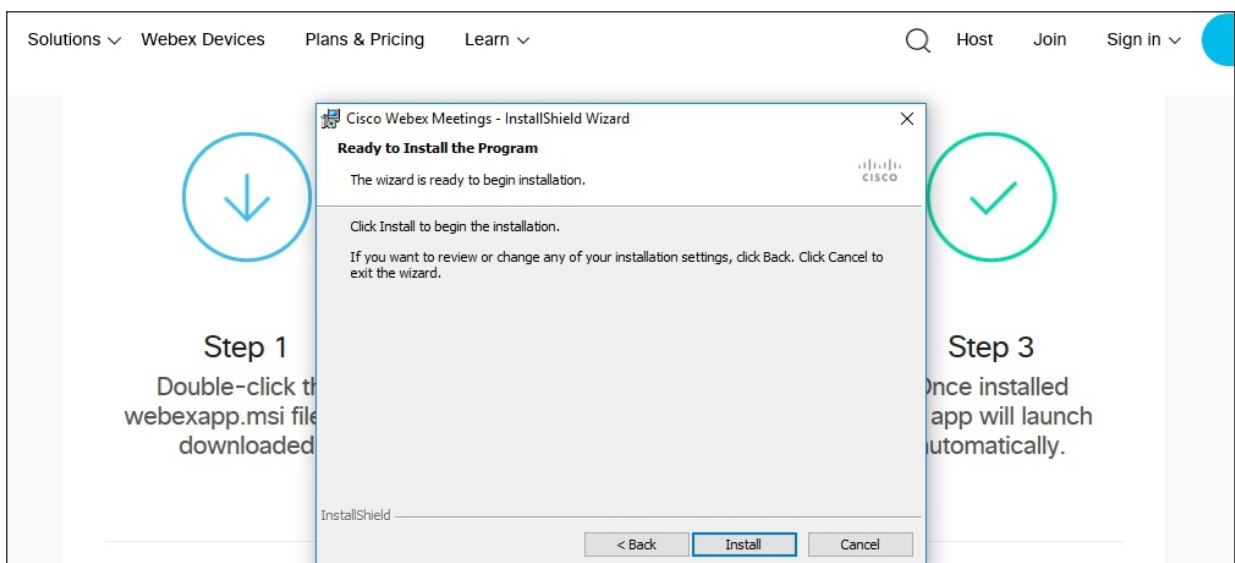 Solutions Webex Devices Plans & Pricing Learn Host Join Sign in
Cisco Webex Meetings - InstallShield Wizard
Ready to Install the Program
The wizard is ready to begin installation.
CISCO
Click Install to begin the installation.
If you want to review or change any of your installation settings, click Back. Click Cancel to
exit the wizard.
InstallShield
< Back Install Cancel
Step 1
Double-click
webexapp.msi file
downloaded
Step 3
installed
app will launch